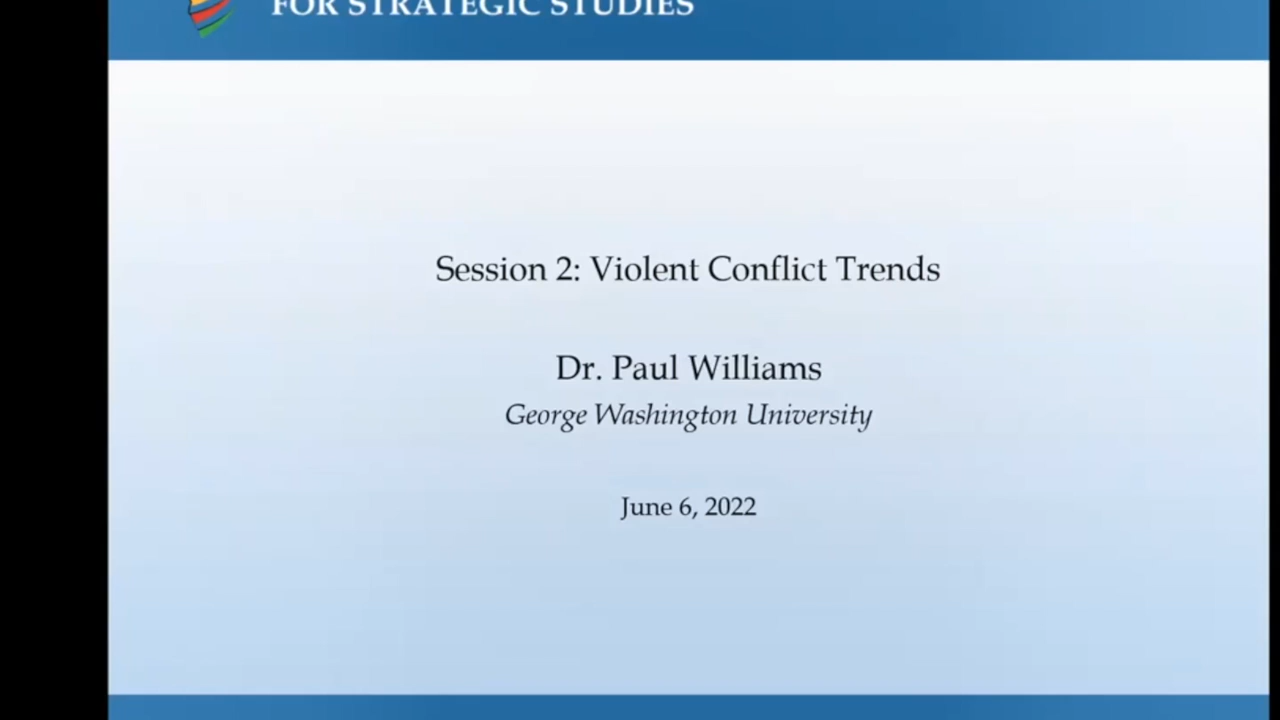 FOR STRATEGIC STUDIES
Session 2: Violent Conflict Trends
Dr. Paul Williams
George Washington University
June 6, 2022